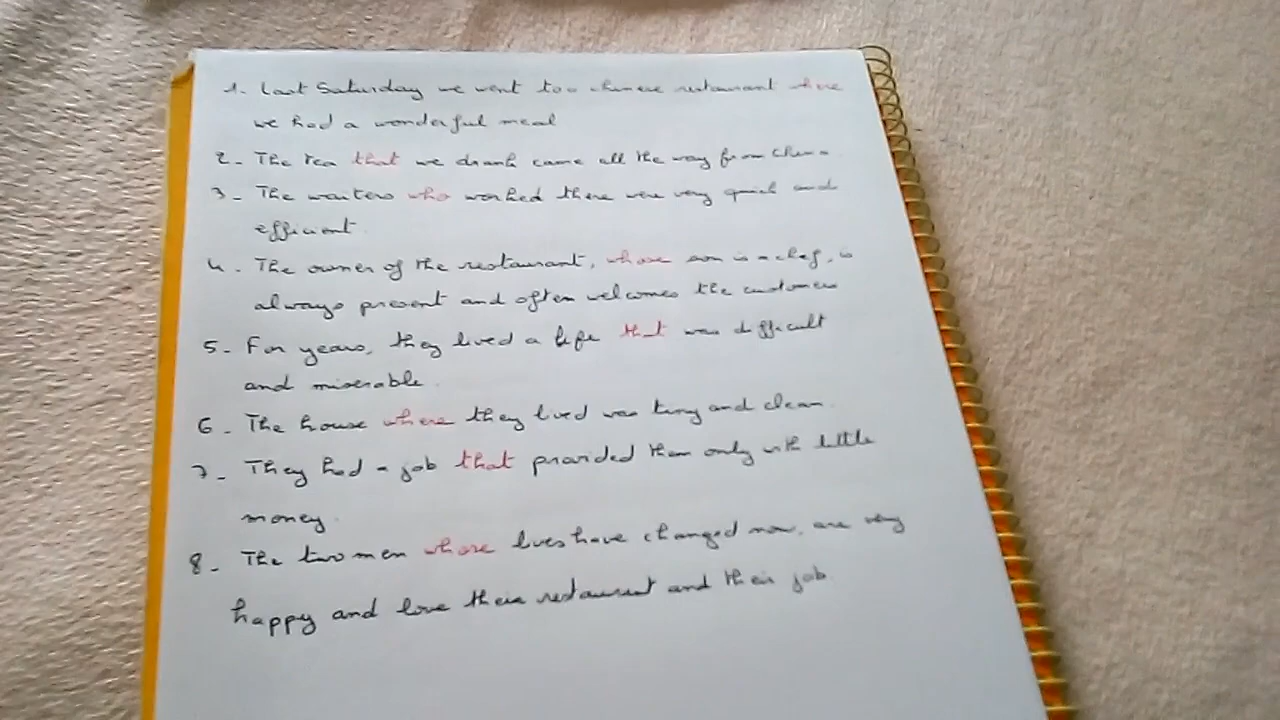 1. Last Saturday we went to a chinese restaurant where
we had a wonderful meal
2- The tea that we drank came all the way from China
3- The waiters who worked there were very quick and
efficient.
4. The owner of the restaurant, whose son is a chef, is
always present and often welcomes the customers
5- For years, they lived a life that was difficult
and miserable.
6- The house where they lived was tiny and clean.
7- They had a job that provided them only with little
money.
8- The two men whose lives have changed now, are very
happy and love their restaurant and their job